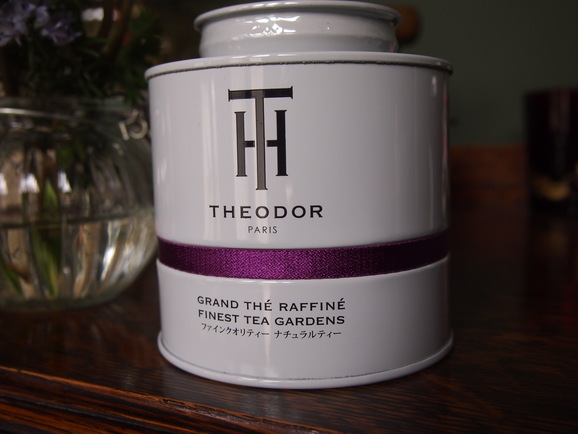 TH
THEODOR
PARIS
GRAND THÉ RAFFINÉ
FINEST TEA GARDENS
ファインクオリティー ナチュラルティー